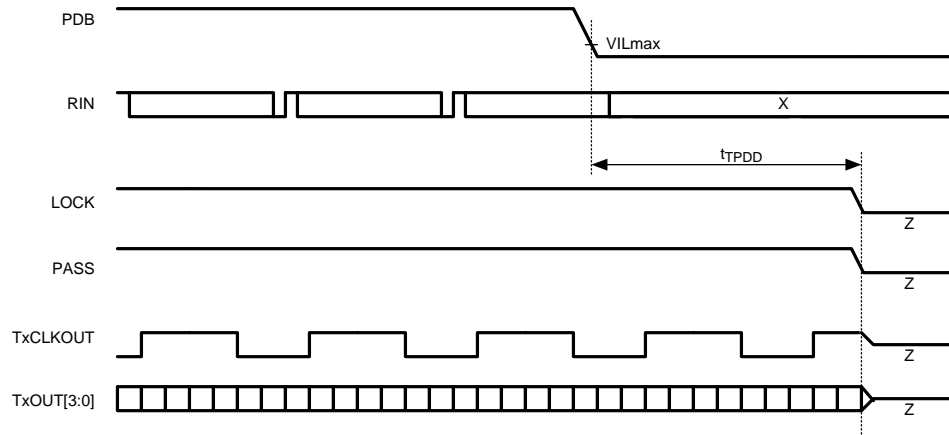 PDB
VILmax
RIN
X
tTPDD
LOCK
Z
PASS
Z
TxCLKOUT
Z
TxOUT[3:0]
Z